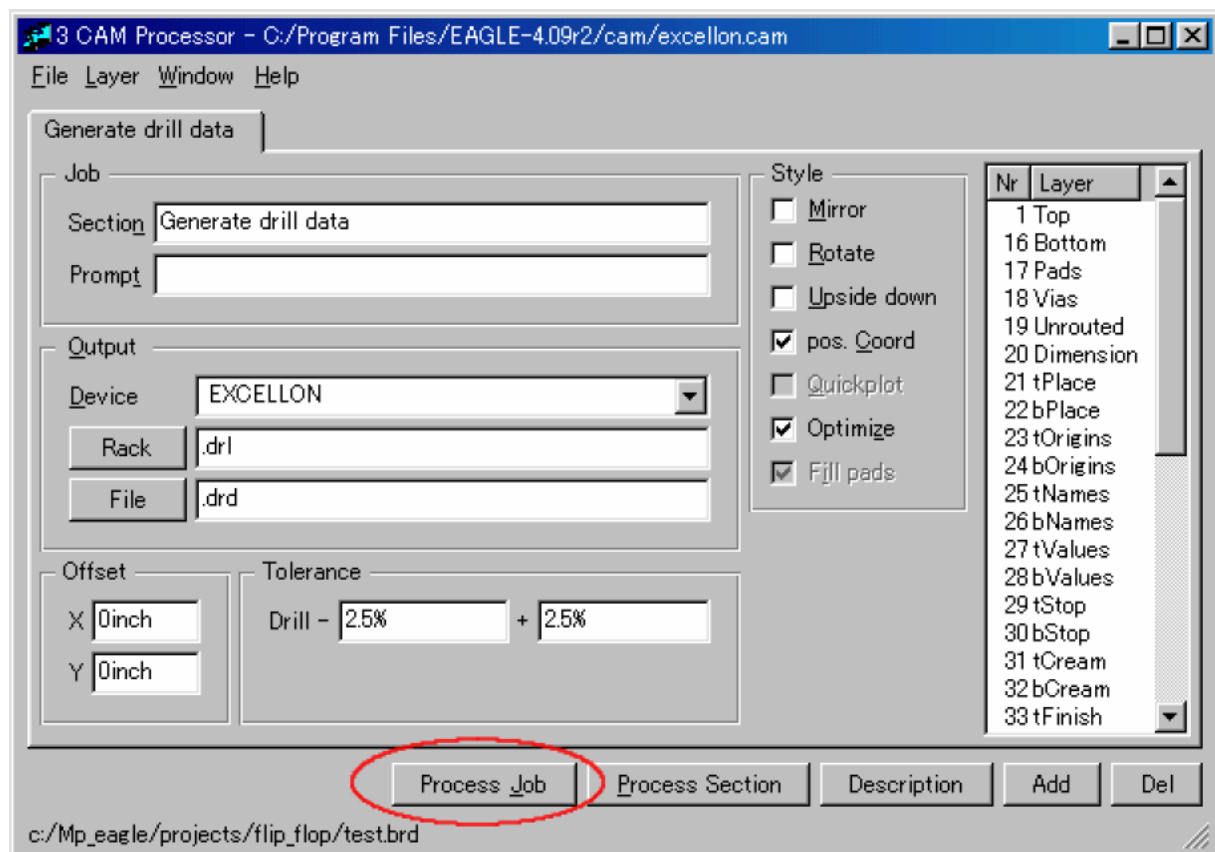 3 CAM Processor - C:/Program Files/EAGLE-4.09r2/cam/excellon.cam
File Layer Window Help
Generate drill data
Job
Section Generate drill data
Prompt
Output
Device EXCELLON
Rack .drl
File .drd
Offset
X 0inch
Y 0inch
Tolerance
Drill - 2.5% + 2.5%
Style
Mirror
Rotate
Upside down
pos. Coord
Quickplot
Optimize
Fill pads
Nr Layer
1 Top
16 Bottom
17 Pads
18 Vias
19 Unrouted
20 Dimension
21 tPlace
22 bPlace
23 tOrigins
24 bOrigins
25 tNames
26 bNames
27 tValues
28 bValues
29 tStop
30 bStop
31 tCream
32 bCream
33 tFinish
Process Job Process Section Description Add Del
c:/Mp_eagle/projects/flip_flop/test.brd